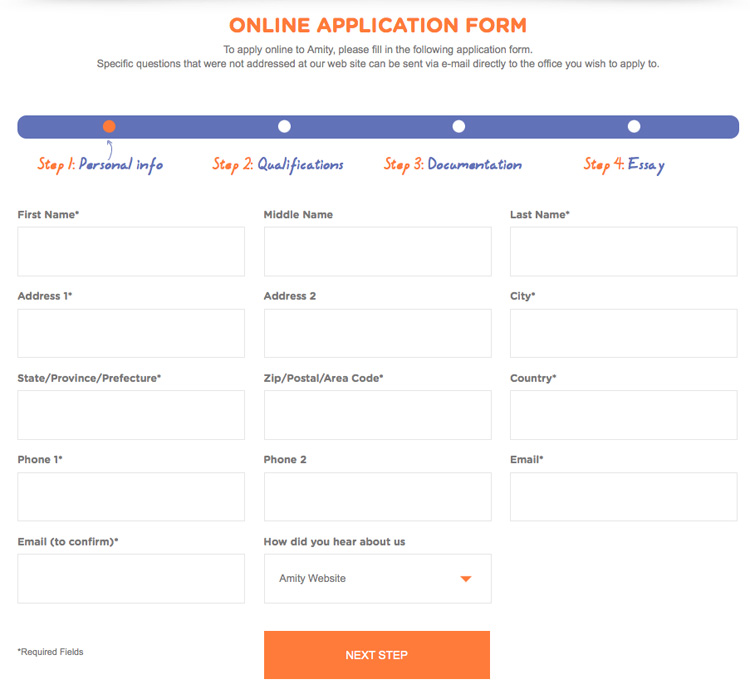 ONLINE APPLICATION FORM
To apply online to Amity, please fill in the following application form.
Specific questions that were not addressed at our web site can be sent via e-mail directly to the office you wish to apply to.
Step 1: Personal info
Step 2: Qualifications
Step 3: Documentation
Step 4: Essay
First Name*
Middle Name
Last Name*
Address 1*
Address 2
City*
State/Province/Prefecture*
Zip/Postal/Area Code*
Country*
Phone 1*
Phone 2
Email*
Email (to confirm)*
How did you hear about us
Amity Website
*Required Fields
NEXT STEP